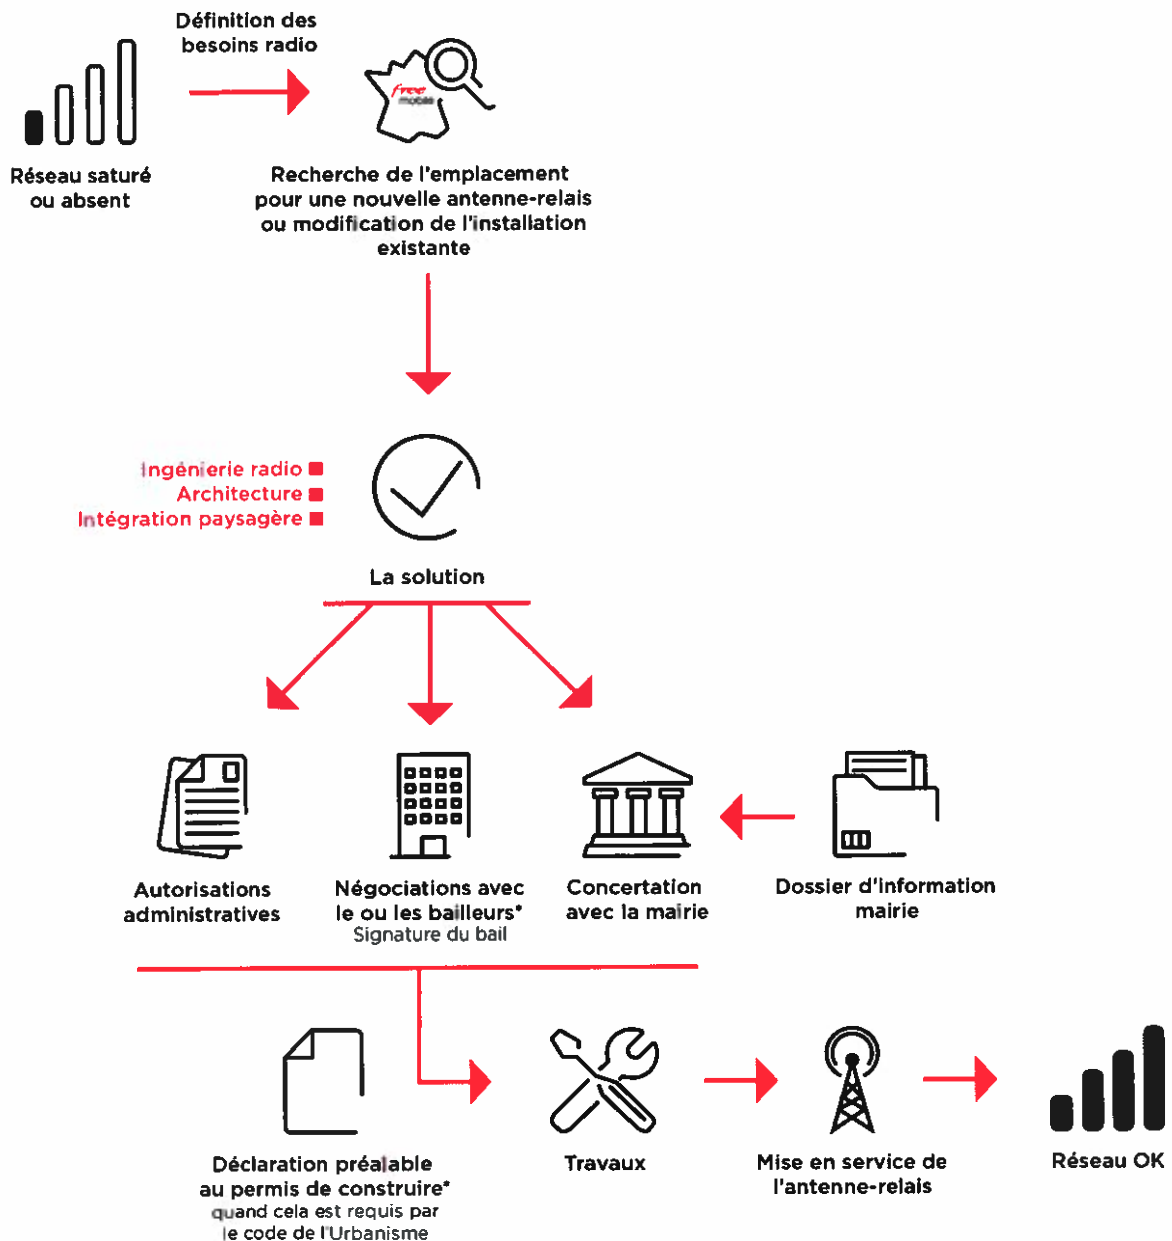 Définition des
besoins radio
free
mobile
Réseau saturé
ou absent
Recherche de l'emplacement
pour une nouvelle antenne-relais
ou modification de l'installation
existante
Ingénierie radio
Architecture
Intégration paysagère
La solution
Autorisations
administratives
Négociations avec
le ou les bailleurs*
Signature du bail
Concertation
avec la mairie
Dossier d'information
mairie
Déclaration préalable
au permis de construire*
quand cela est requis par
le code de l'Urbanisme
Travaux
Mise en service de
l'antenne-relais
Réseau OK